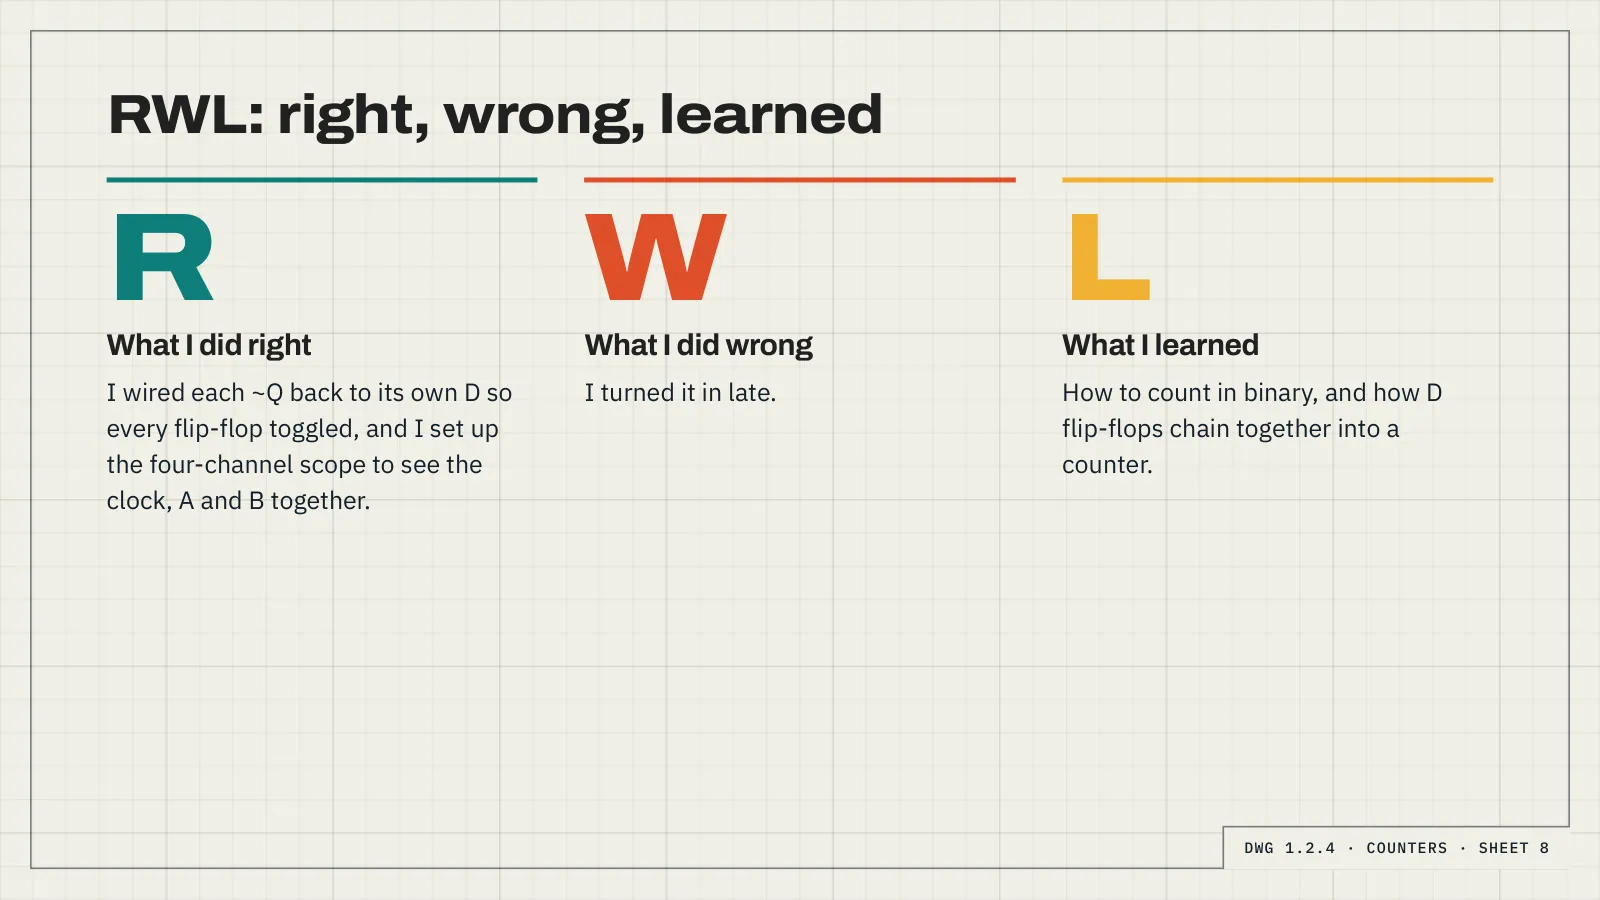 RWL: right, wrong, learned
R
What I did right
I wired each ~Q back to its own D so
every flip-flop toggled, and I set up
the four-channel scope to see the
clock, A and B together.
W
What I did wrong
I turned it in late.
L
What I learned
How to count in binary, and how D
flip-flops chain together into a
counter.
DWG 1.2.4 · COUNTERS · SHEET 8